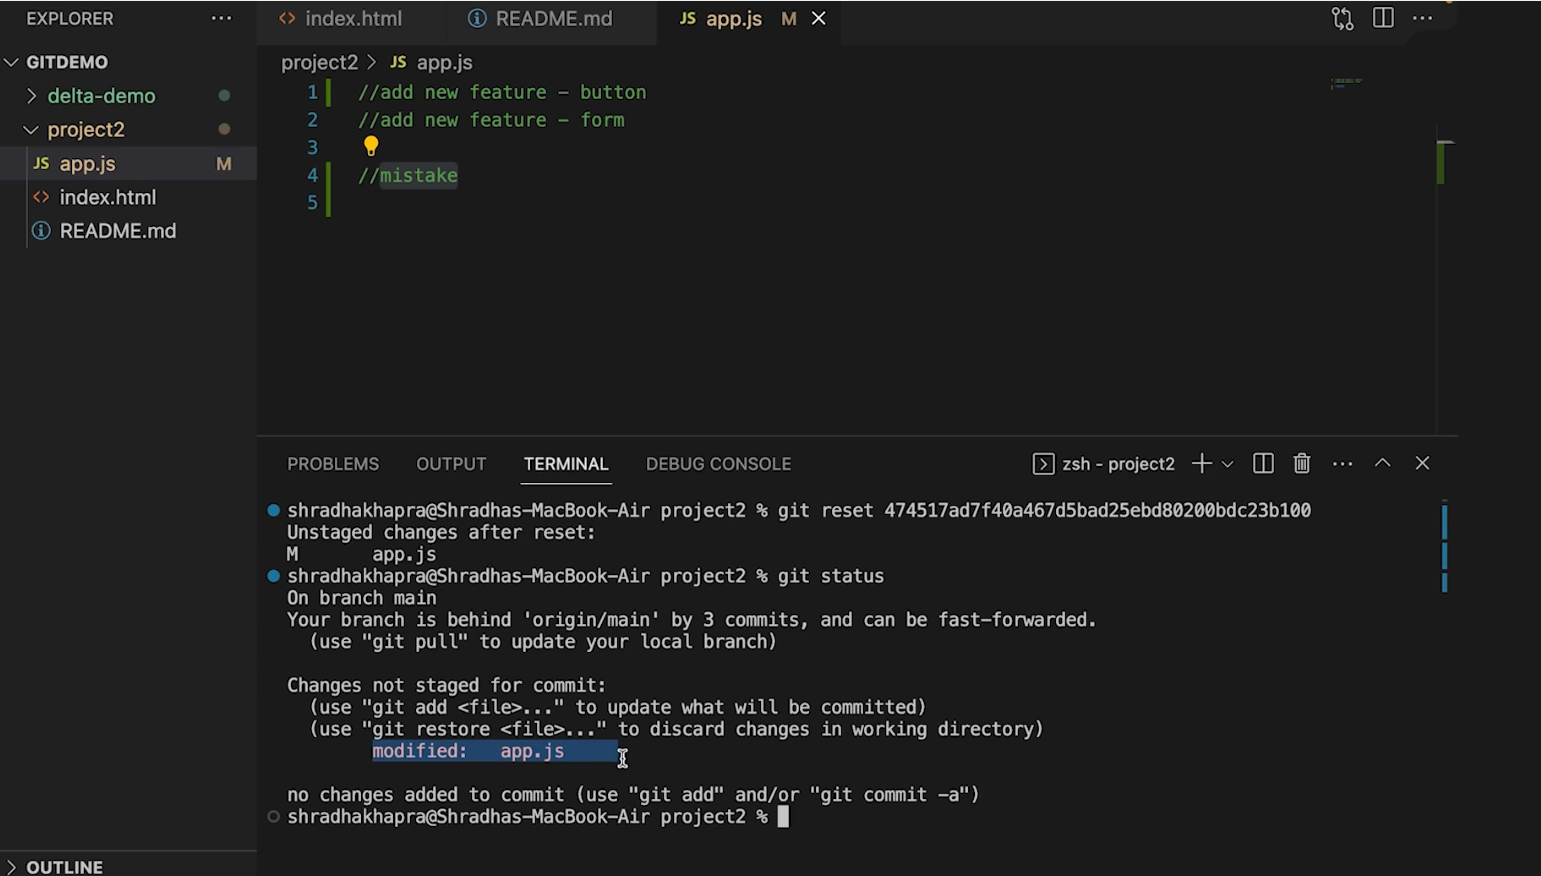 EXPLORER
index.html
README.md
JS app.js M
GITDEMO
delta-demo
project2
JS app.js M
index.html
README.md
OUTLINE
project2 > JS app.js
1 //add new feature - button
2 //add new feature - form
3
4 //mistake
5
PROBLEMS OUTPUT TERMINAL DEBUG CONSOLE
zsh - project2
shradhakhapra@Shradhas-MacBook-Air project2 % git reset 474517ad7f40a467d5bad25ebd80200bdc23b100
Unstaged changes after reset:
M app.js
shradhakhapra@Shradhas-MacBook-Air project2 % git status
On branch main
Your branch is behind 'origin/main' by 3 commits, and can be fast-forwarded.
(use "git pull" to update your local branch)
Changes not staged for commit:
(use "git add <file>..." to update what will be committed)
(use "git restore <file>..." to discard changes in working directory)
modified: app.js
no changes added to commit (use "git add" and/or "git commit -a")
shradhakhapra@Shradhas-MacBook-Air project2 %